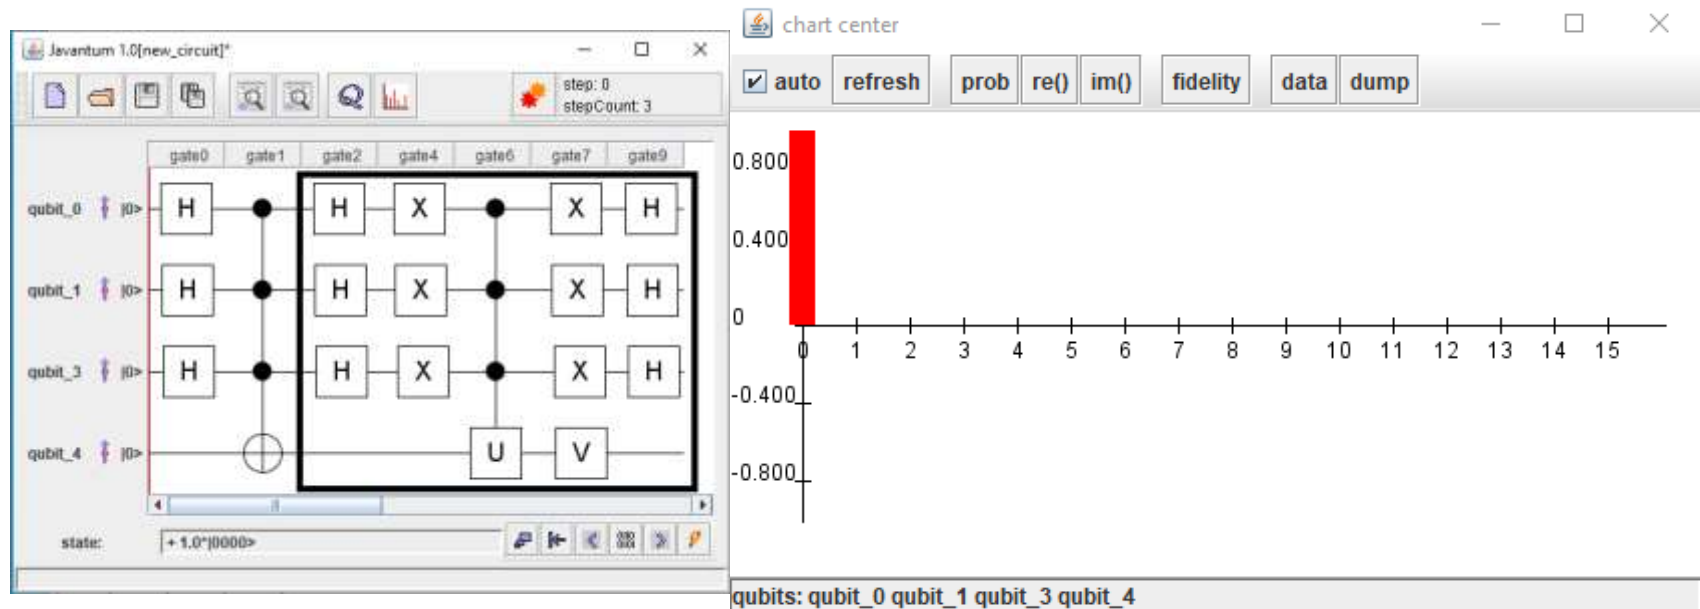 Javantum 1.0[new_circuit]*
step: 0
stepCount: 3
gate0 gate1 gate2 gate4 gate6 gate7 gate9
qubit_0 |0> H H X X H
qubit_1 |0> H H X X H
qubit_3 |0> H H X X H
qubit_4 |0> U V
state: + 1.0*|0000>
chart center
auto refresh prob re() im() fidelity data dump
0.800
0.400
0
0 1 2 3 4 5 6 7 8 9 10 11 12 13 14 15
-0.400
-0.800
qubits: qubit_0 qubit_1 qubit_3 qubit_4